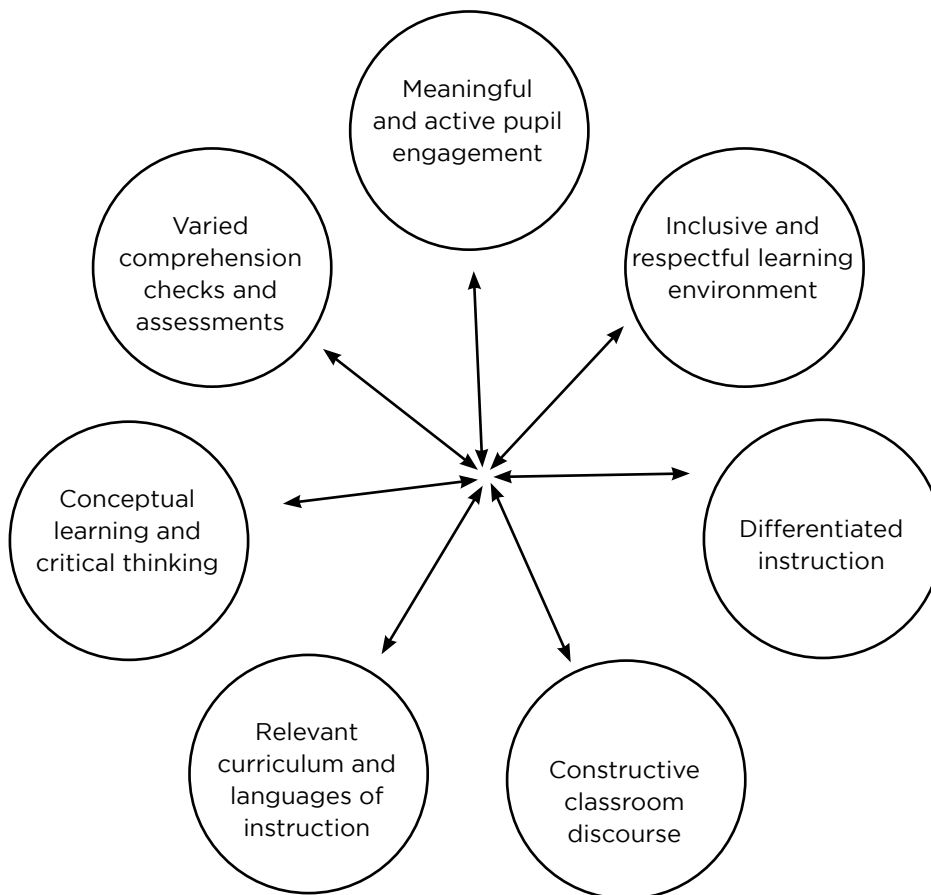 Meaningful
and active pupil
engagement
Inclusive and
respectful learning
environment
Differentiated
instruction
Constructive
classroom
discourse
Relevant
curriculum and
languages of
instruction
Conceptual
learning and
critical thinking
Varied
comprehension
checks and
assessments